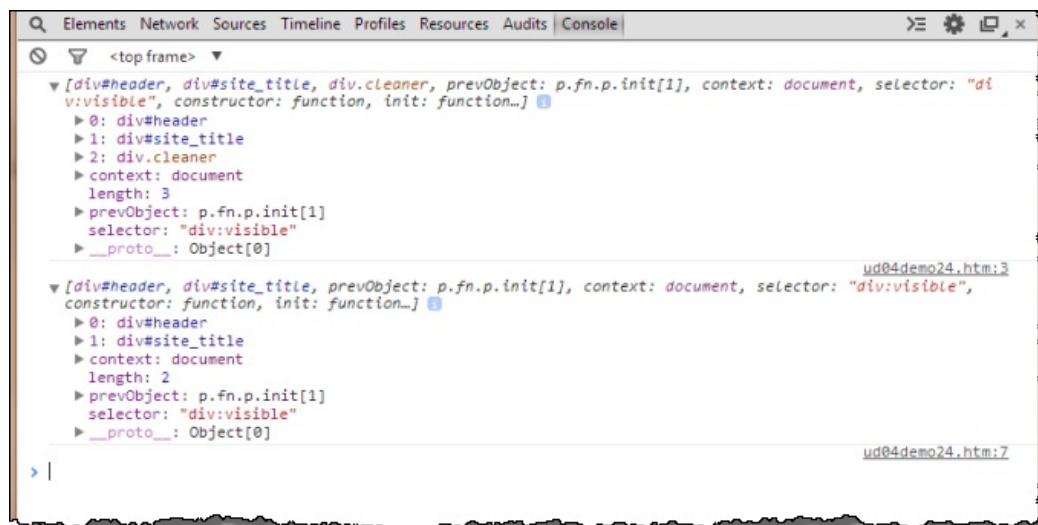 Elements Network Sources Timeline Profiles Resources Audits Console
<top frame> ▼
▼ [div#header, div#site_title, div.cleaner, prevObject: p.fn.p.init[1], context: document, selector: "di
v:visible", constructor: function, init: function…]
▶ 0: div#header
▶ 1: div#site_title
▶ 2: div.cleaner
▶ context: document
length: 3
▶ prevObject: p.fn.p.init[1]
selector: "div:visible"
▶ __proto__: Object[0]
ud04demo24.htm:3
▼ [div#header, div#site_title, prevObject: p.fn.p.init[1], context: document, selector: "div:visible",
constructor: function, init: function…]
▶ 0: div#header
▶ 1: div#site_title
▶ context: document
length: 2
▶ prevObject: p.fn.p.init[1]
selector: "div:visible"
▶ __proto__: Object[0]
ud04demo24.htm:7
>